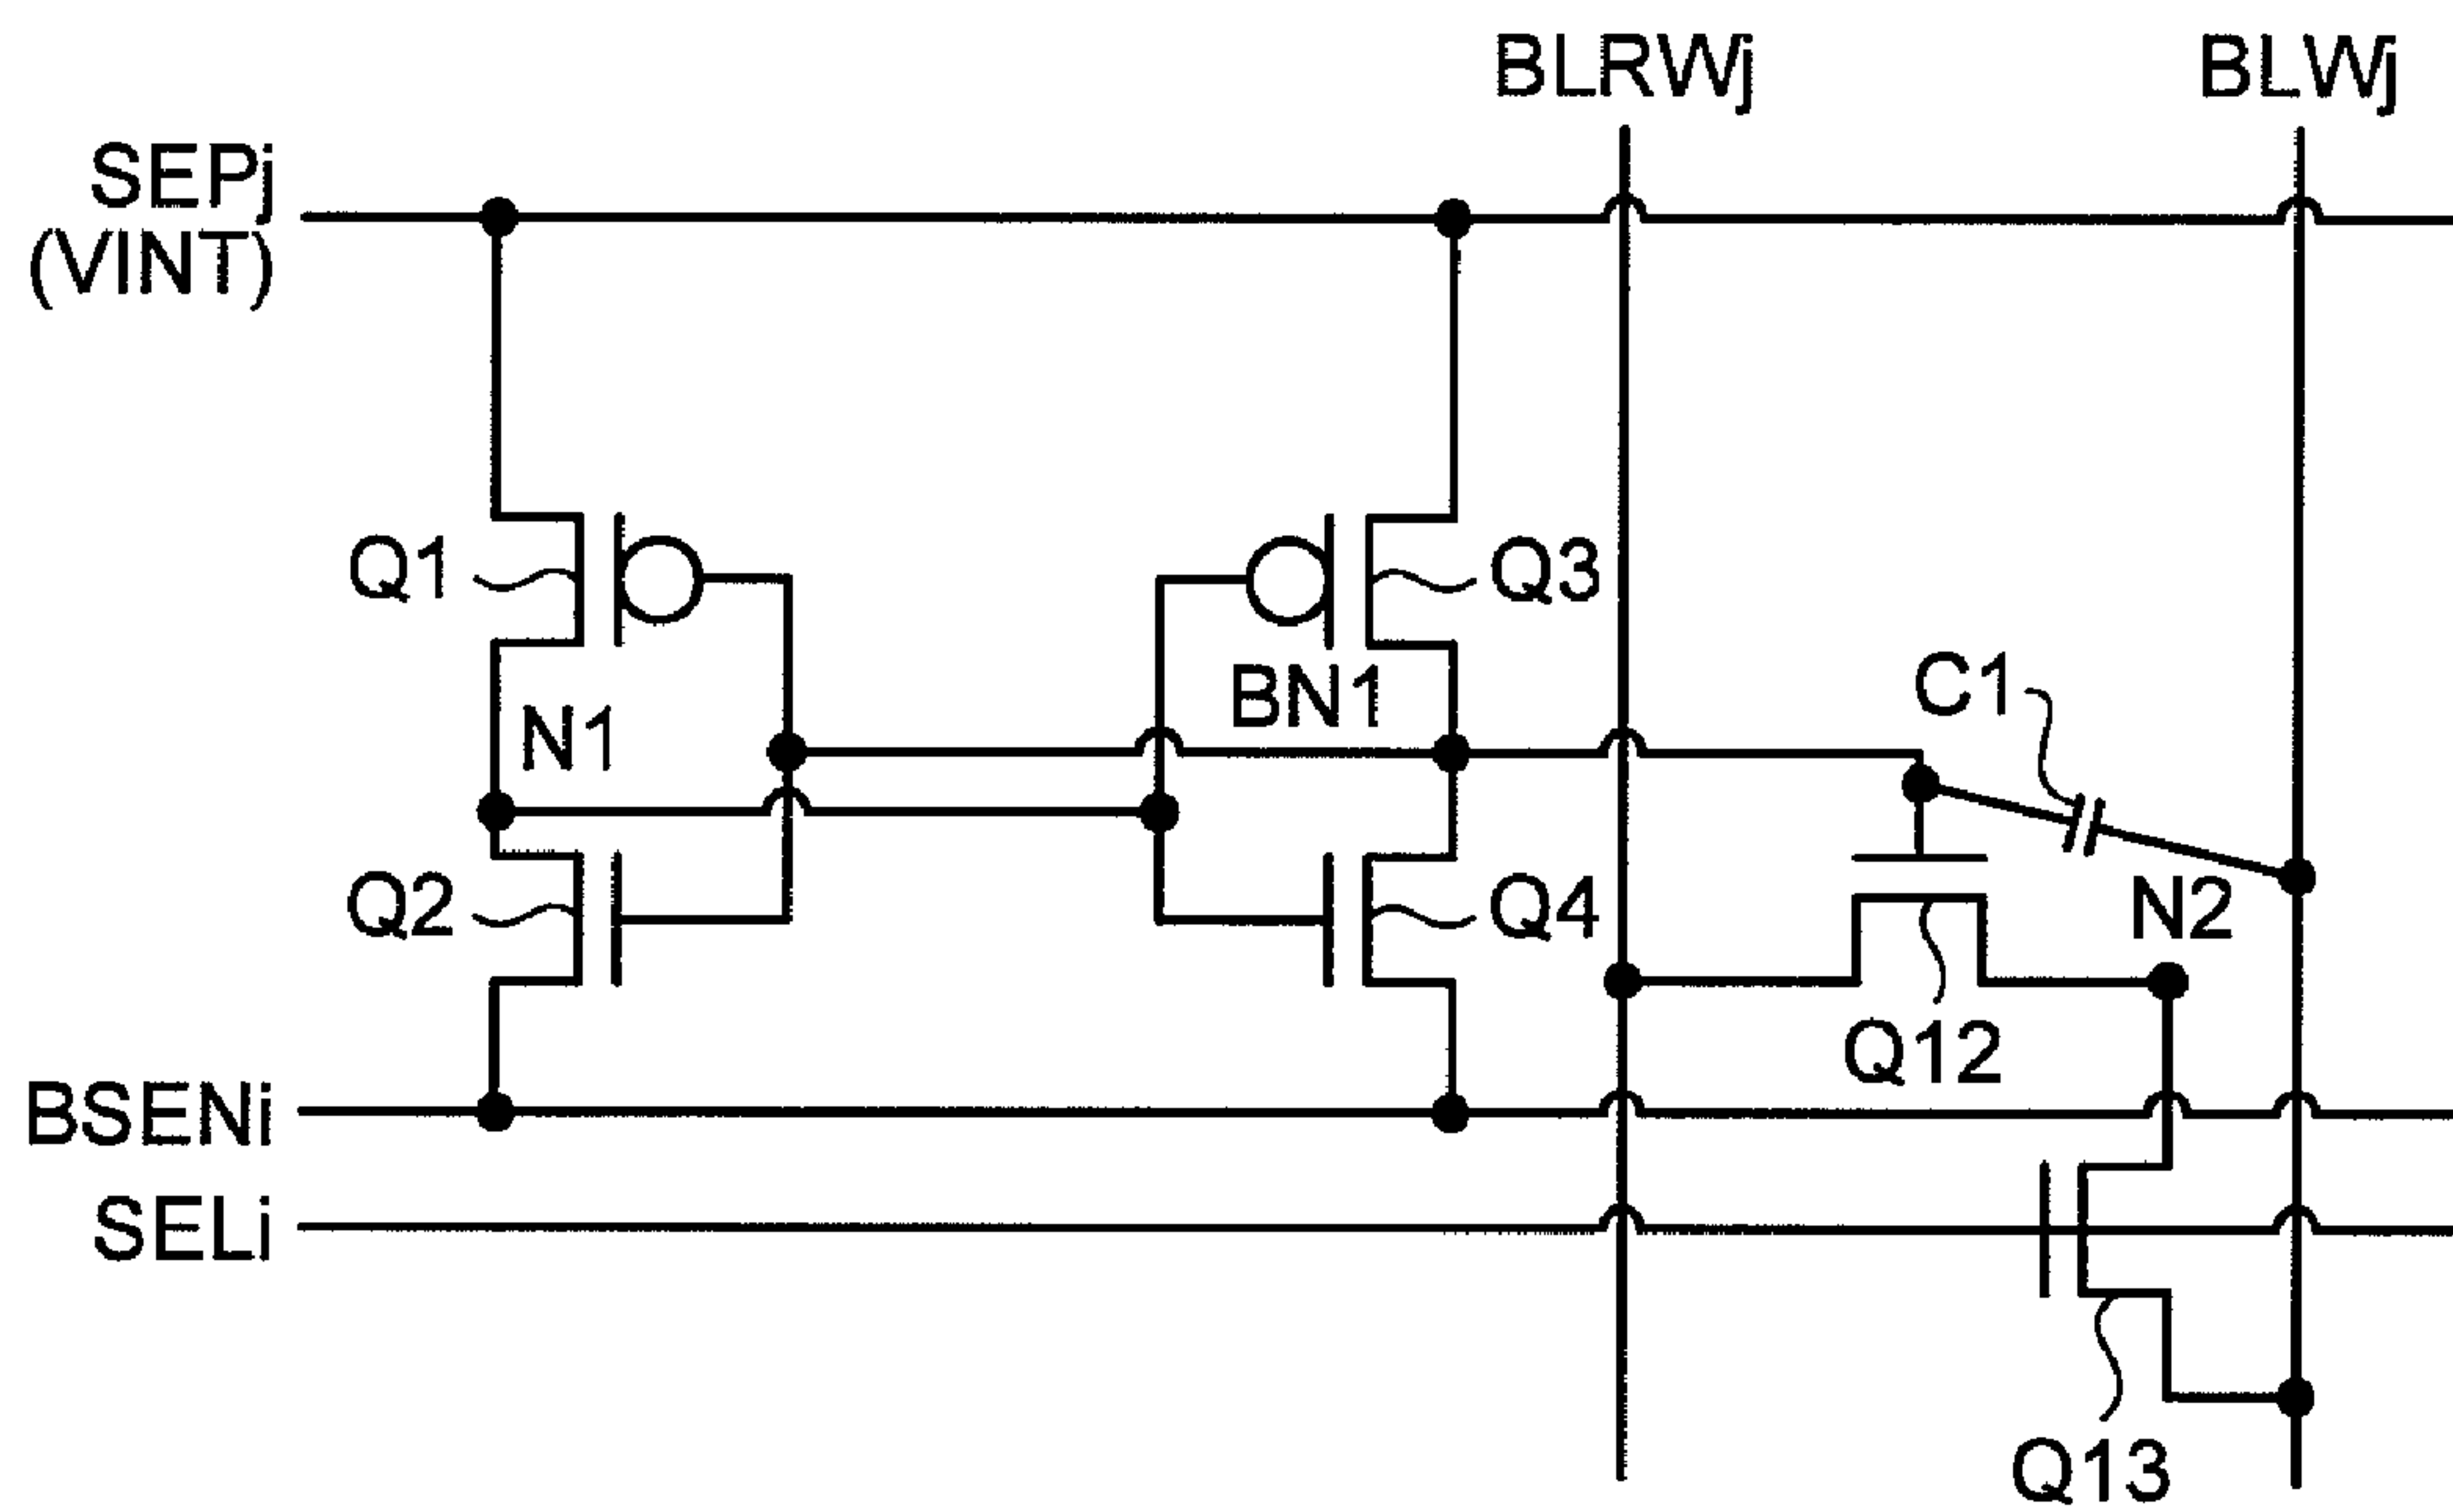 BLRWj
BLWj
SEPj
(VINT)
Q1
Q3
BN1
C1
N1
Q2
Q4
N2
Q12
BSENi
SELi
Q13